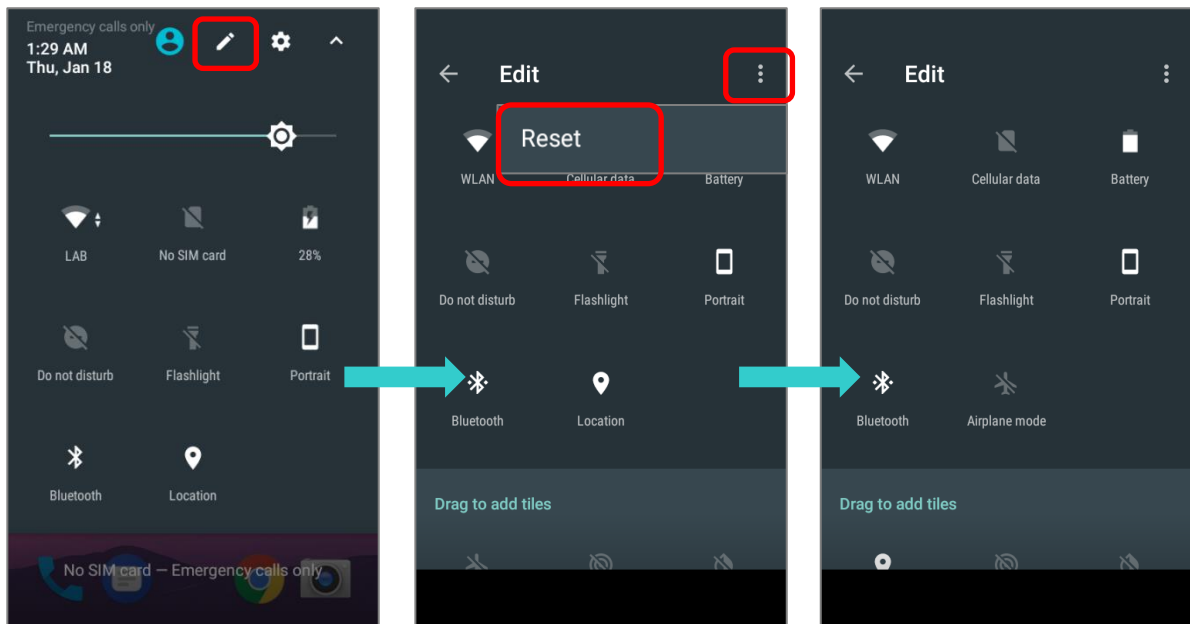 Emergency calls only
1:29 AM
Thu, Jan 18
LAB
No SIM card
28%
Do not disturb
Flashlight
Portrait
Bluetooth
Location
No SIM card — Emergency calls only
Edit
Reset
WLAN
Cellular data
Battery
Do not disturb
Flashlight
Portrait
Bluetooth
Location
Drag to add tiles
Edit
WLAN
Cellular data
Battery
Do not disturb
Flashlight
Portrait
Bluetooth
Airplane mode
Drag to add tiles